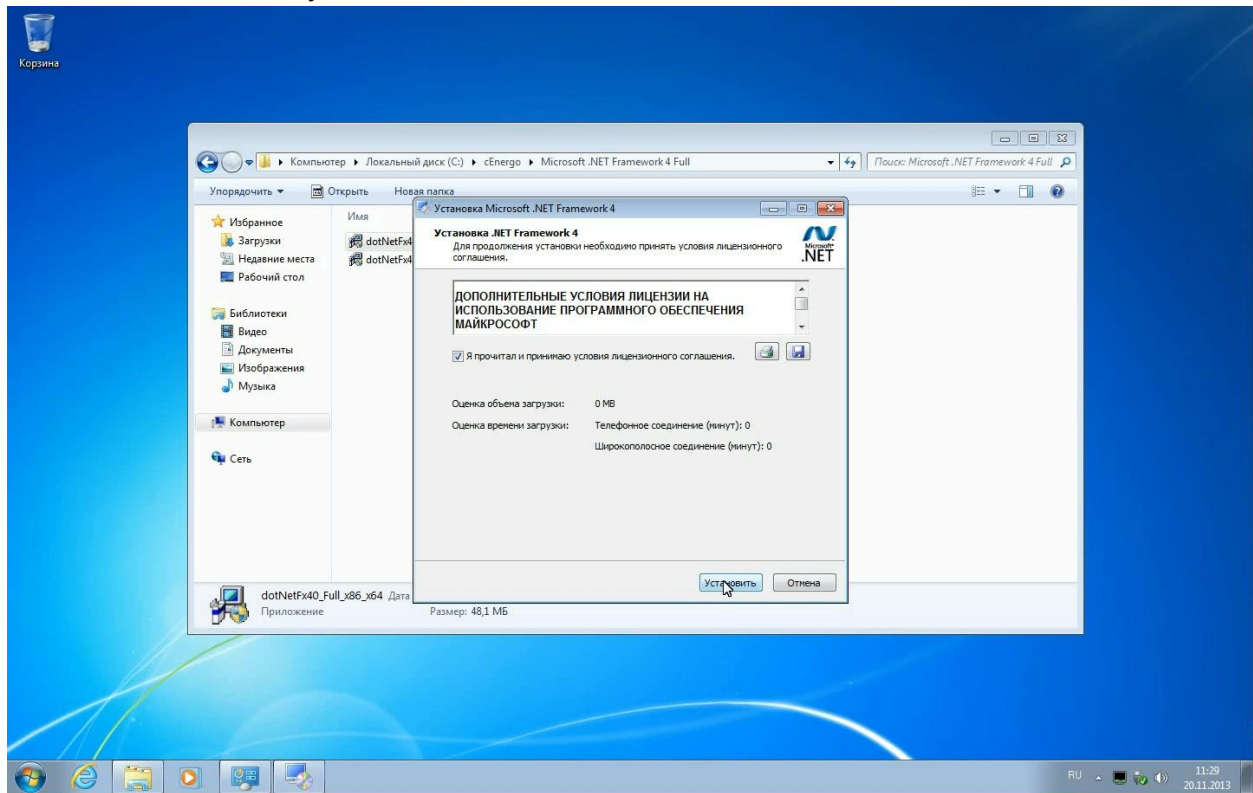 Корзина
Компьютер ▸ Локальный диск (C:) ▸ cEnergo ▸ Microsoft .NET Framework 4 Full
Поиск: Microsoft .NET Framework 4 Full
Упорядочить
Открыть
Новая папка
Избранное
Загрузки
Недавние места
Рабочий стол
Библиотеки
Видео
Документы
Изображения
Музыка
Компьютер
Сеть
Имя
dotNetFx4
dotNetFx4
Установка Microsoft .NET Framework 4
Установка .NET Framework 4
Для продолжения установки необходимо принять условия лицензионного
соглашения.
Microsoft
.NET
ДОПОЛНИТЕЛЬНЫЕ УСЛОВИЯ ЛИЦЕНЗИИ НА
ИСПОЛЬЗОВАНИЕ ПРОГРАММНОГО ОБЕСПЕЧЕНИЯ
МАЙКРОСОФТ
Я прочитал и принимаю условия лицензионного соглашения.
Оценка объема загрузки: 0 MB
Оценка времени загрузки: Телефонное соединение (минут): 0
Широкополосное соединение (минут): 0
Установить
Отмена
dotNetFx40_Full_x86_x64 Дата
Приложение
Размер: 48,1 МБ
RU
11:29
20.11.2013